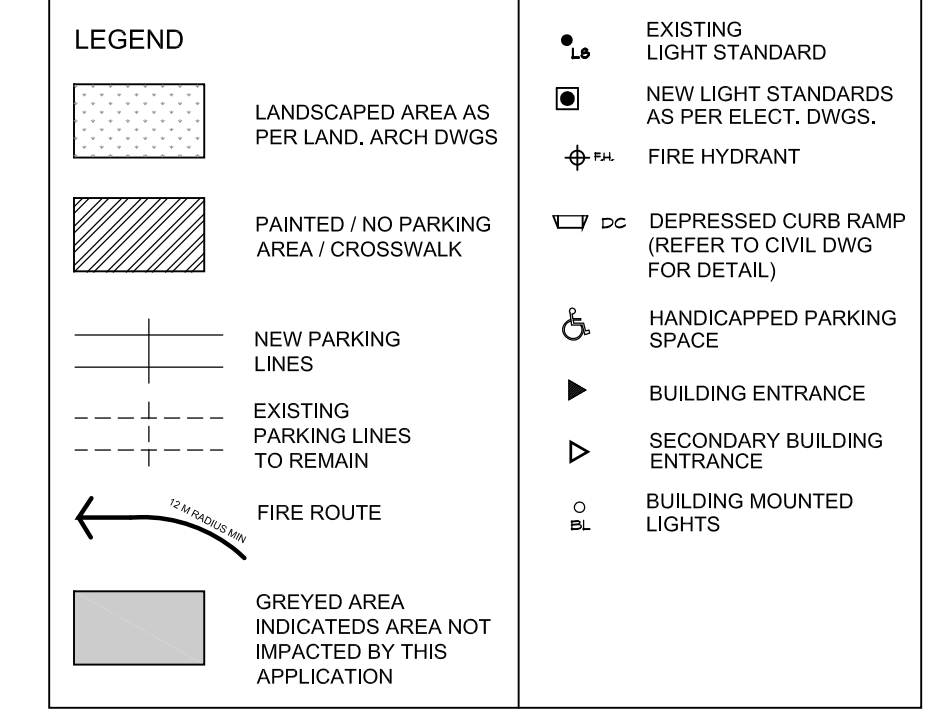 LEGEND
LANDSCAPED AREA AS
PER LAND. ARCH DWGS
PAINTED / NO PARKING
AREA / CROSSWALK
NEW PARKING
LINES
EXISTING
PARKING LINES
TO REMAIN
12 M RADIUS MIN
FIRE ROUTE
GREYED AREA
INDICATEDS AREA NOT
IMPACTED BY THIS
APPLICATION
LS
EXISTING
LIGHT STANDARD
NEW LIGHT STANDARDS
AS PER ELECT. DWGS.
F.H. FIRE HYDRANT
DC DEPRESSED CURB RAMP
(REFER TO CIVIL DWG
FOR DETAIL)
HANDICAPPED PARKING
SPACE
BUILDING ENTRANCE
SECONDARY BUILDING
ENTRANCE
BL
BUILDING MOUNTED
LIGHTS